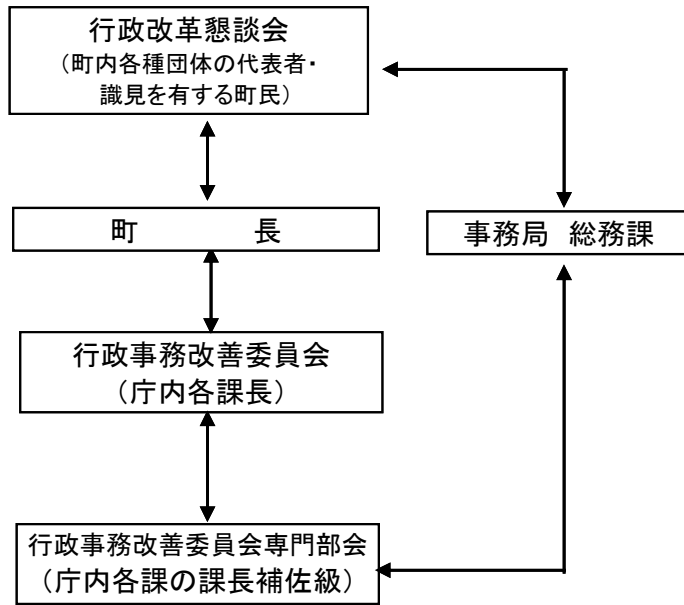 行政改革懇談会
（町内各種団体の代表者・
識見を有する町民）
町　　　長
事務局　総務課
行政事務改善委員会
（庁内各課長）
行政事務改善委員会専門部会
（庁内各課の課長補佐級）